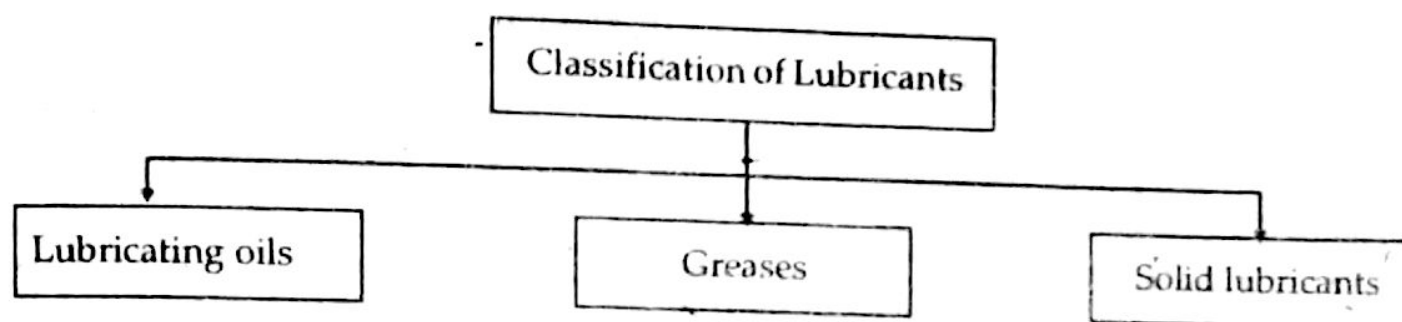 Classification of Lubricants
Lubricating oils
Greases
Solid lubricants